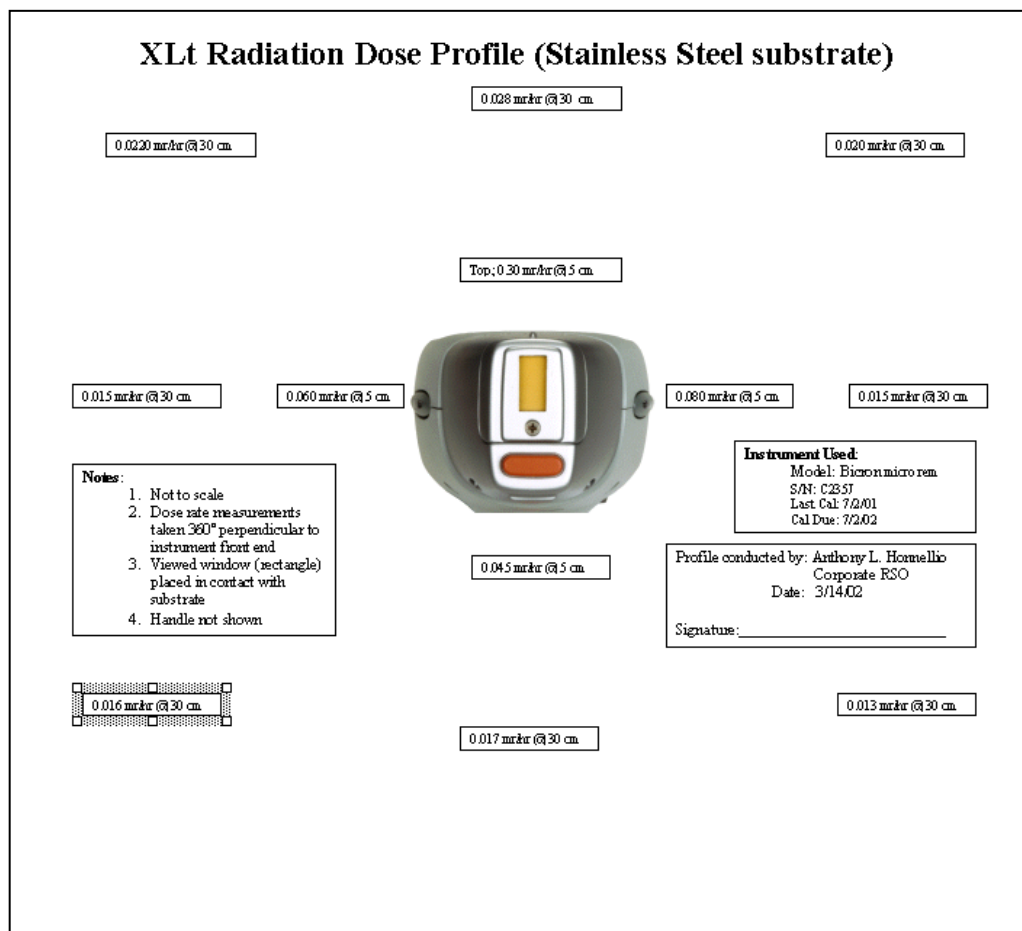 XLt Radiation Dose Profile (Stainless Steel substrate)
0.028 mr/hr @ 30 cm
0.0220 mr/hr @ 30 cm
0.020 mr/hr @ 30 cm
Top; 0.30 mr/hr @ 5 cm
0.015 mr/hr @ 30 cm
0.060 mr/hr @ 5 cm
0.080 mr/hr @ 5 cm
0.015 mr/hr @ 30 cm
Notes:
1. Not to scale
2. Dose rate measurements
taken 360° perpendicular to
instrument front end
3. Viewed window (rectangle)
placed in contact with
substrate
4. Handle not shown
Instrument Used:
Model: Bicron micro rem
S/N: C235J
Last Cal: 7/2/01
Cal Due: 7/2/02
0.045 mr/hr @ 5 cm
Profile conducted by: Anthony L. Honnellio
Corporate RSO
Date: 3/14/02
Signature:
0.016 mr/hr @ 30 cm
0.013 mr/hr @ 30 cm
0.017 mr/hr @ 30 cm